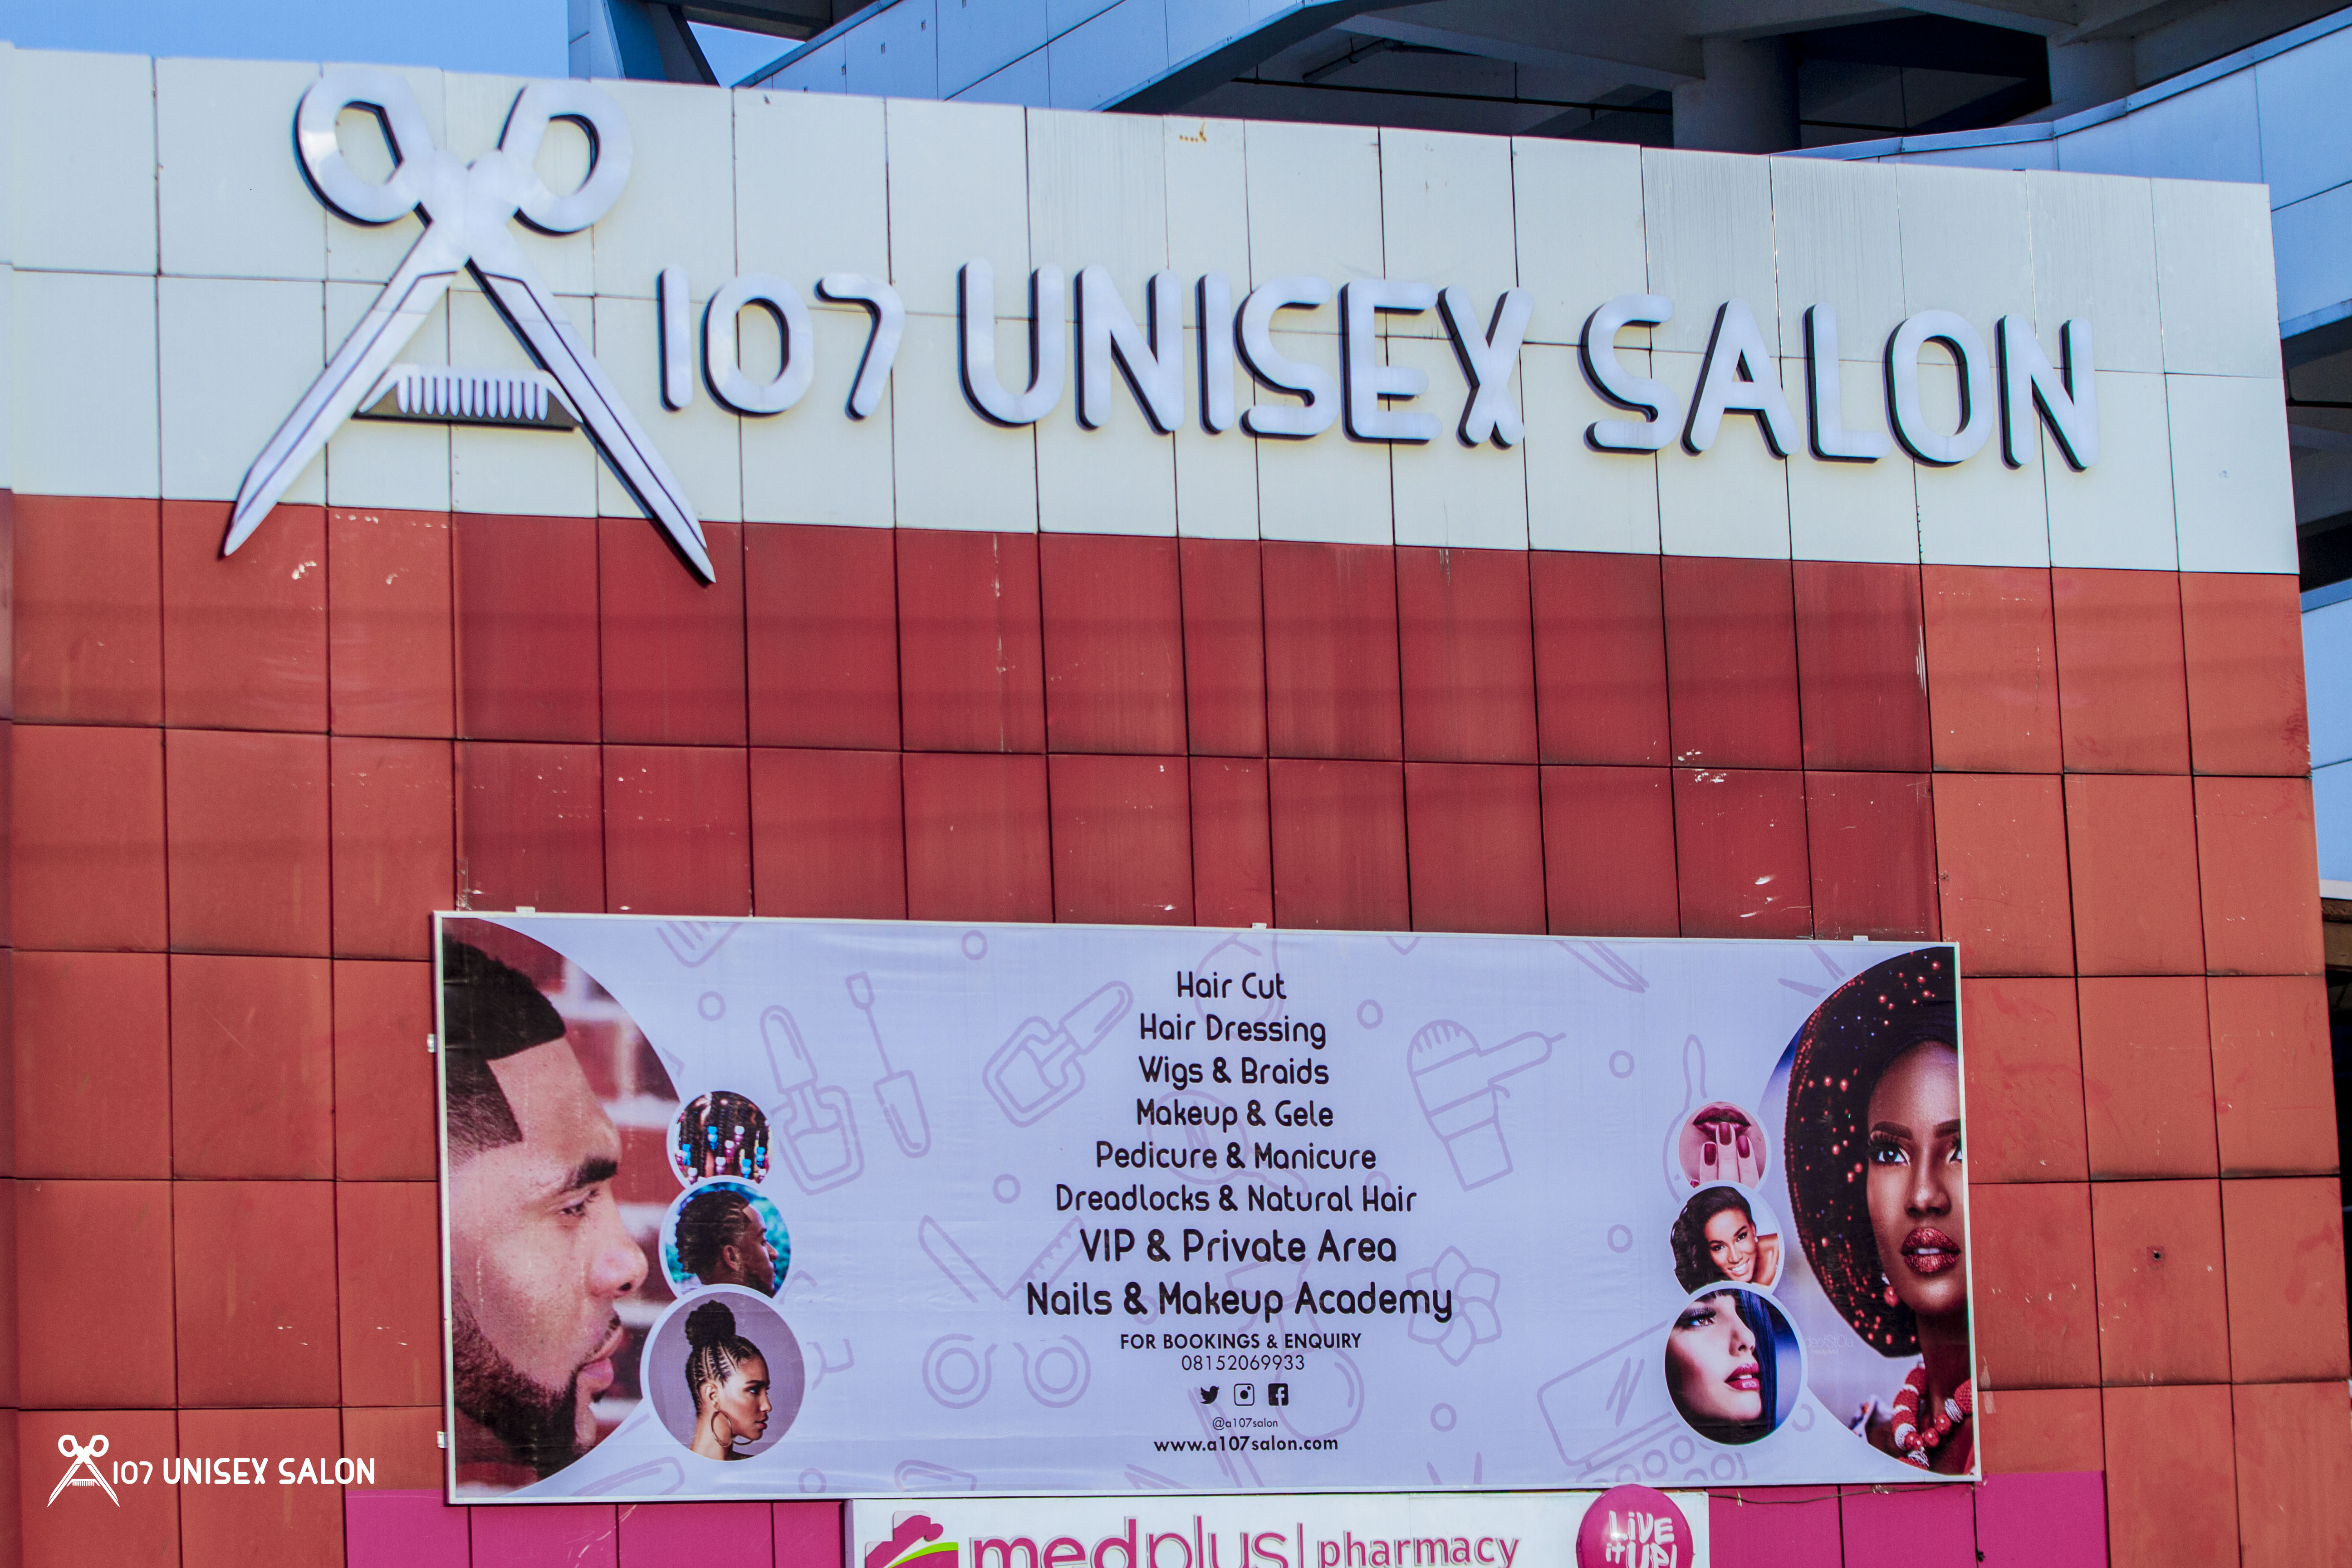 A107 UNISEX SALON
Hair Cut
Hair Dressing
Wigs & Braids
Makeup & Gele
Pedicure & Manicure
Dreadlocks & Natural Hair
VIP & Private Area
Nails & Makeup Academy
FOR BOOKINGS & ENQUIRY
08152069933
@a107salon
www.a107salon.com
A107 UNISEX SALON
medplus | pharmacy
LiVE
it UP!